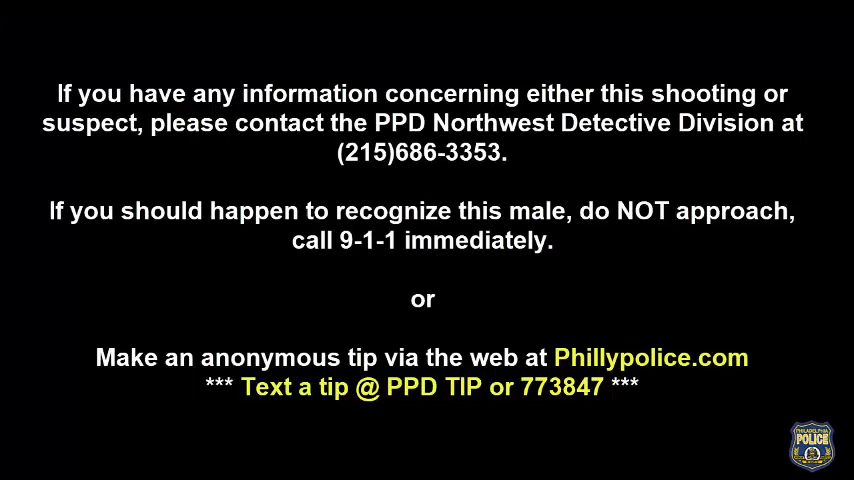 If you have any information concerning either this shooting or
suspect, please contact the PPD Northwest Detective Division at
(215)686-3353.
If you should happen to recognize this male, do NOT approach,
call 9-1-1 immediately.
or
Make an anonymous tip via the web at Phillypolice.com
*** Text a tip @ PPD TIP or 773847 ***
PHILADELPHIA
POLICE